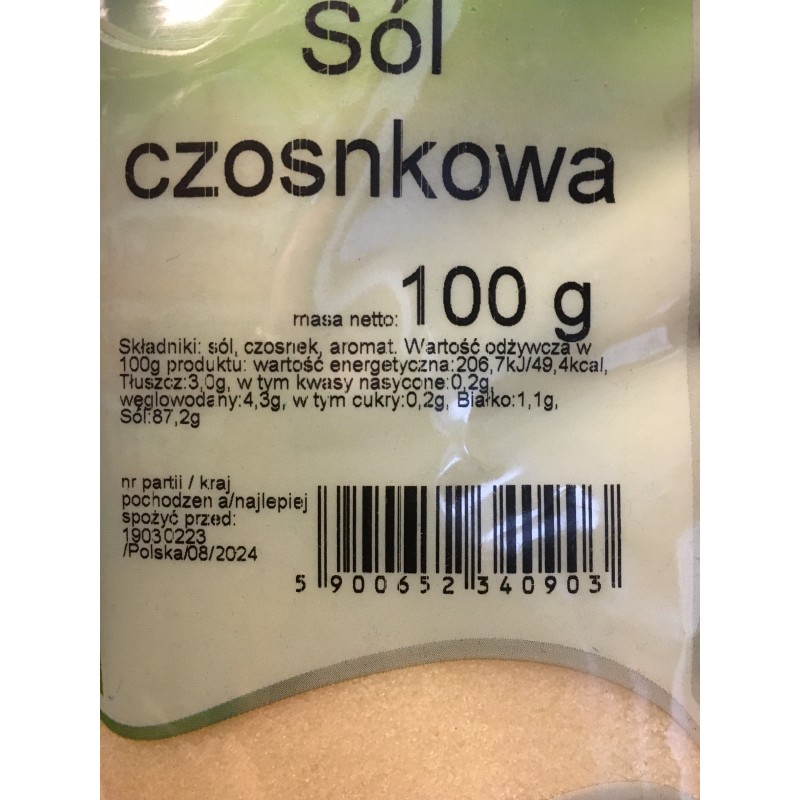 Sól
czosnkowa
masa netto: 100 g
Składniki: sól, czosnek, aromat. Wartość odżywcza w
100g produktu: wartość energetyczna:206,7kJ/49,4kcal,
Tłuszcz:3,0g, w tym kwasy nasycone:0,2g,
węglowodany:4,3g, w tym cukry:0,2g, Białko:1,1g,
Sól:87,2g
nr partii / kraj
pochodzenia/najlepiej
spożyć przed:
19030223
/Polska/08/2024
5 900652 340903